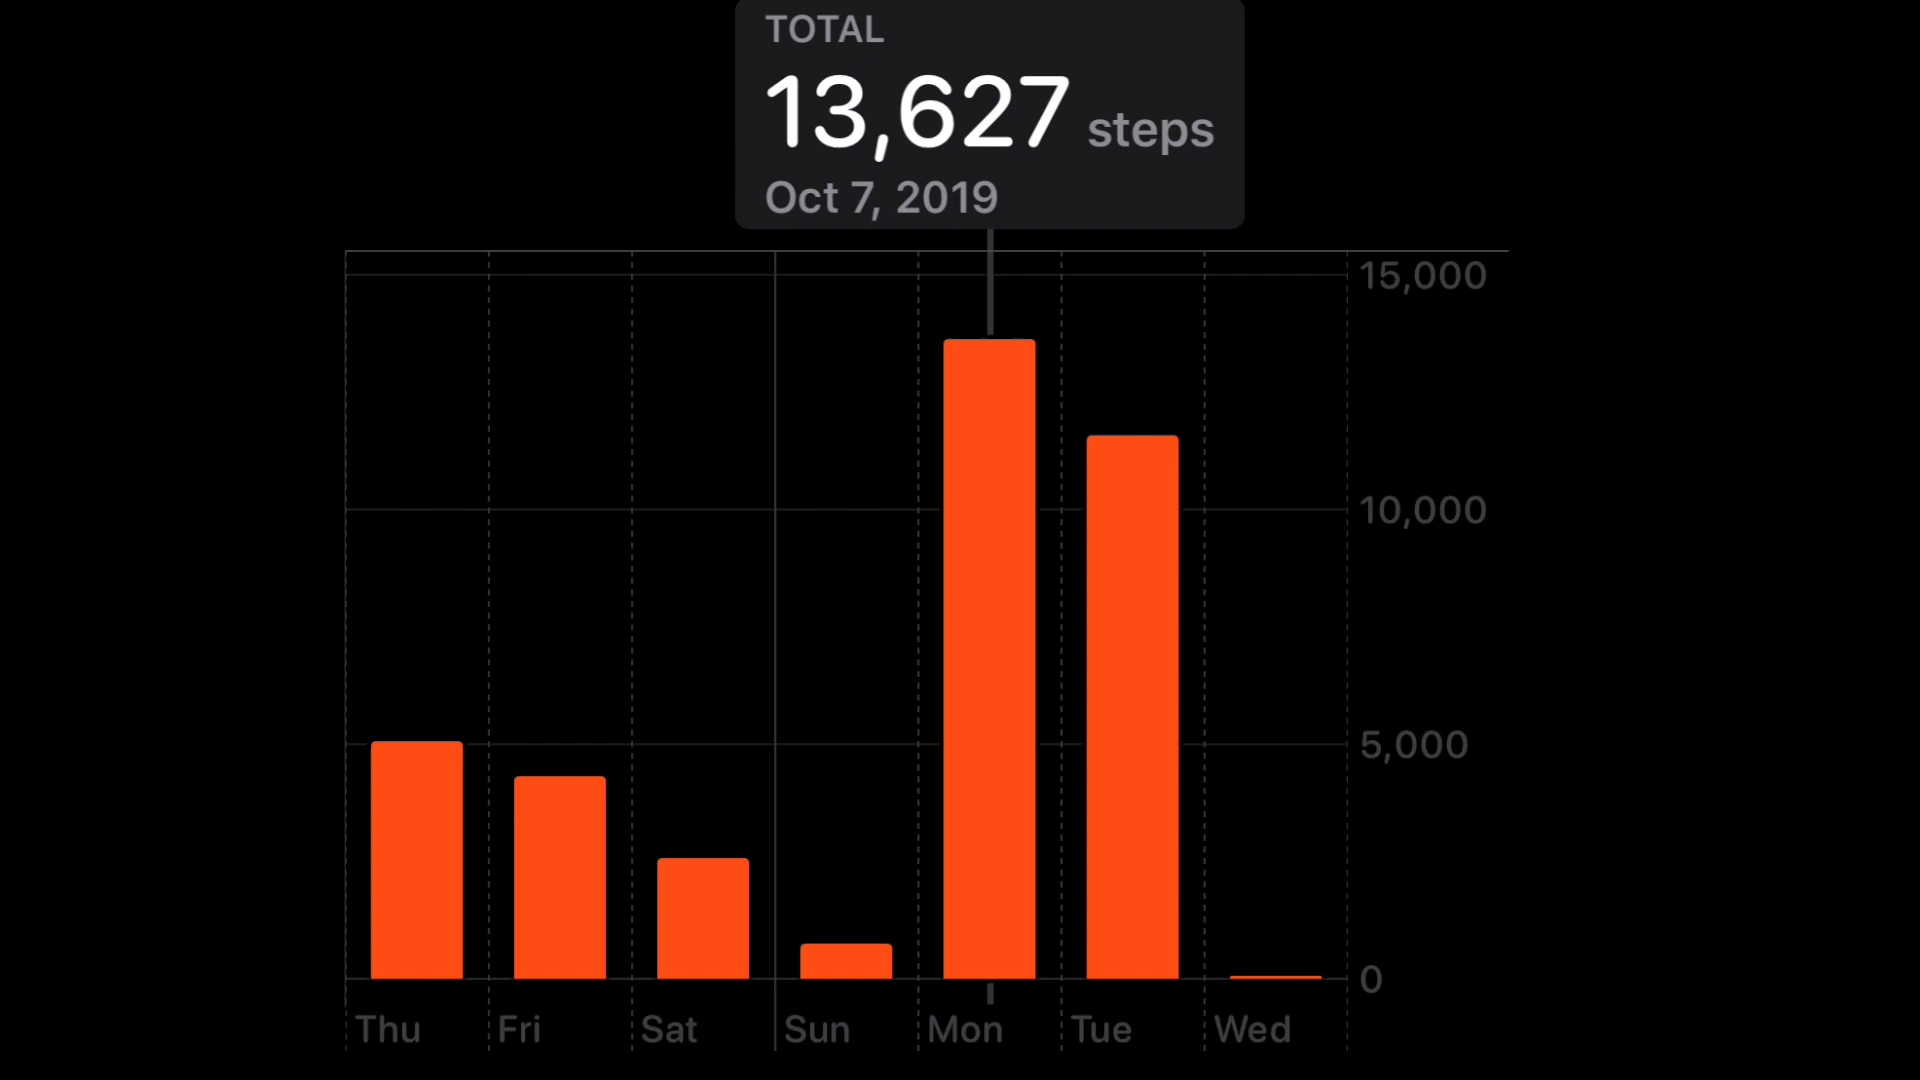 TOTAL
13,627 steps
Oct 7, 2019
15,000
10,000
5,000
0
Thu Fri Sat Sun Mon Tue Wed